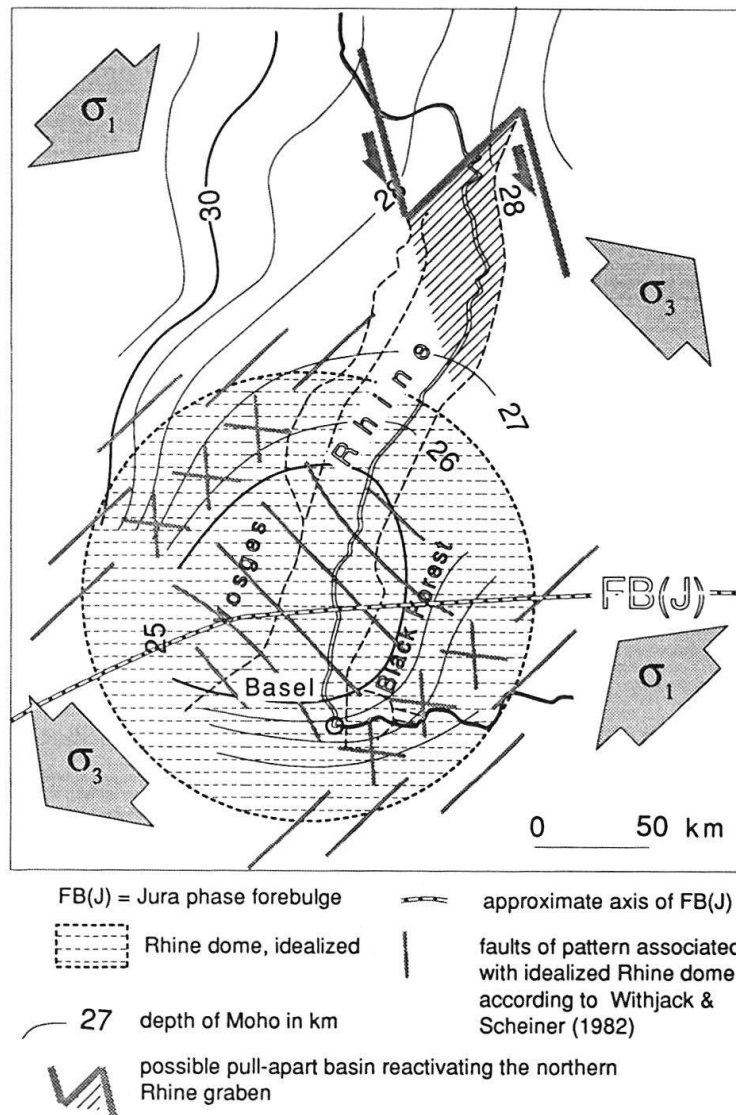 σ1
30
28
28
σ3
Rhine
27
26
osges
Black Forest
FB(J)
25
Basel
σ1
σ3
0 50 km
FB(J) = Jura phase forebulge
approximate axis of FB(J)
Rhine dome, idealized
faults of pattern associated
with idealized Rhine dome
according to Withjack &
Scheiner (1982)
27 depth of Moho in km
possible pull-apart basin reactivating the northern
Rhine graben